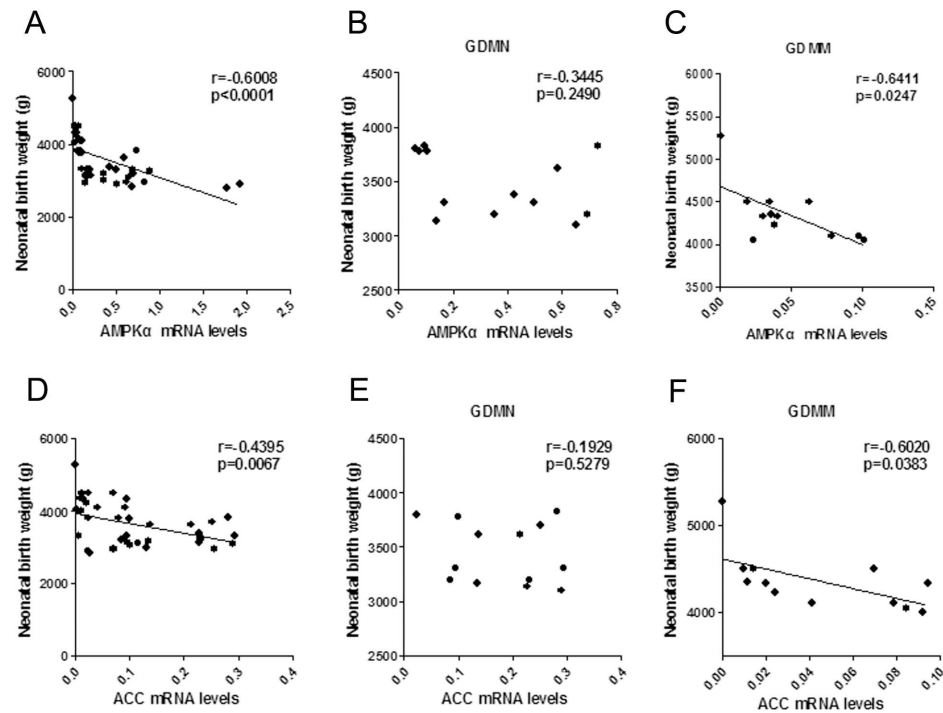 A
r=-0.6008
p<0.0001
Neonatal birth weight (g)
6000
4000
2000
0
0.0 0.5 1.0 1.5 2.0 2.5
AMPKα mRNA levels
B
GDMN
r=-0.3445
p=0.2490
Neonatal birth weight (g)
4500
4000
3500
3000
2500
0.0 0.2 0.4 0.6 0.8
AMPKα mRNA levels
C
GDMM
r=-0.6411
p=0.0247
Neonatal birth weight (g)
5500
5000
4500
4000
3500
0.00 0.05 0.10 0.15
AMPKα mRNA levels
D
r=-0.4395
p=0.0067
Neonatal birth weight (g)
6000
4000
2000
0
0.0 0.1 0.2 0.3 0.4
ACC mRNA levels
E
GDMN
r=-0.1929
p=0.5279
Neonatal birth weight (g)
4500
4000
3500
3000
2500
0.0 0.1 0.2 0.3 0.4
ACC mRNA levels
F
GDMM
r=-0.6020
p=0.0383
Neonatal birth weight (g)
6000
5000
4000
0.00 0.02 0.04 0.06 0.08 0.10
ACC mRNA levels